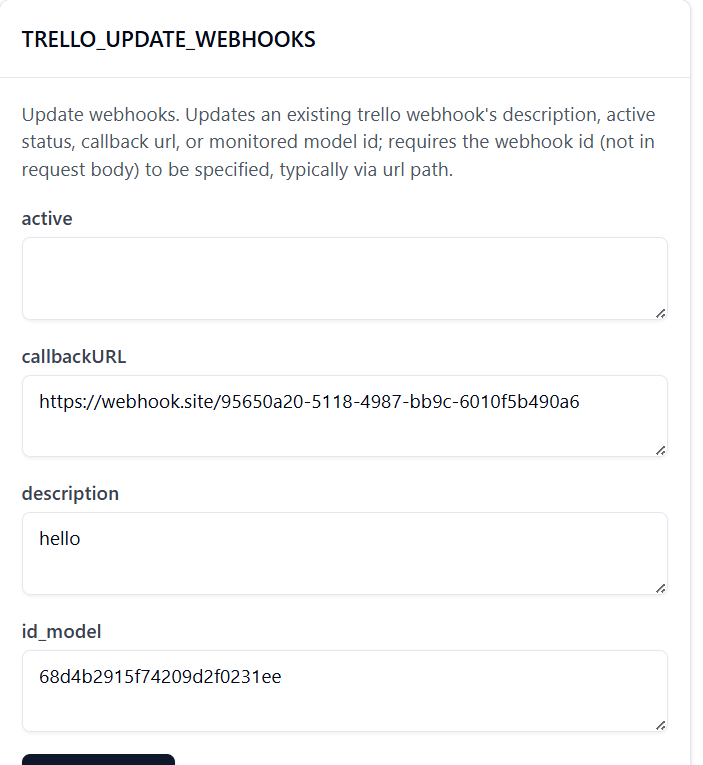 TRELLO_UPDATE_WEBHOOKS
Update webhooks. Updates an existing trello webhook's description, active
status, callback url, or monitored model id; requires the webhook id (not in
request body) to be specified, typically via url path.
active
callbackURL
https://webhook.site/95650a20-5118-4987-bb9c-6010f5b490a6
description
hello
id_model
68d4b2915f74209d2f0231ee